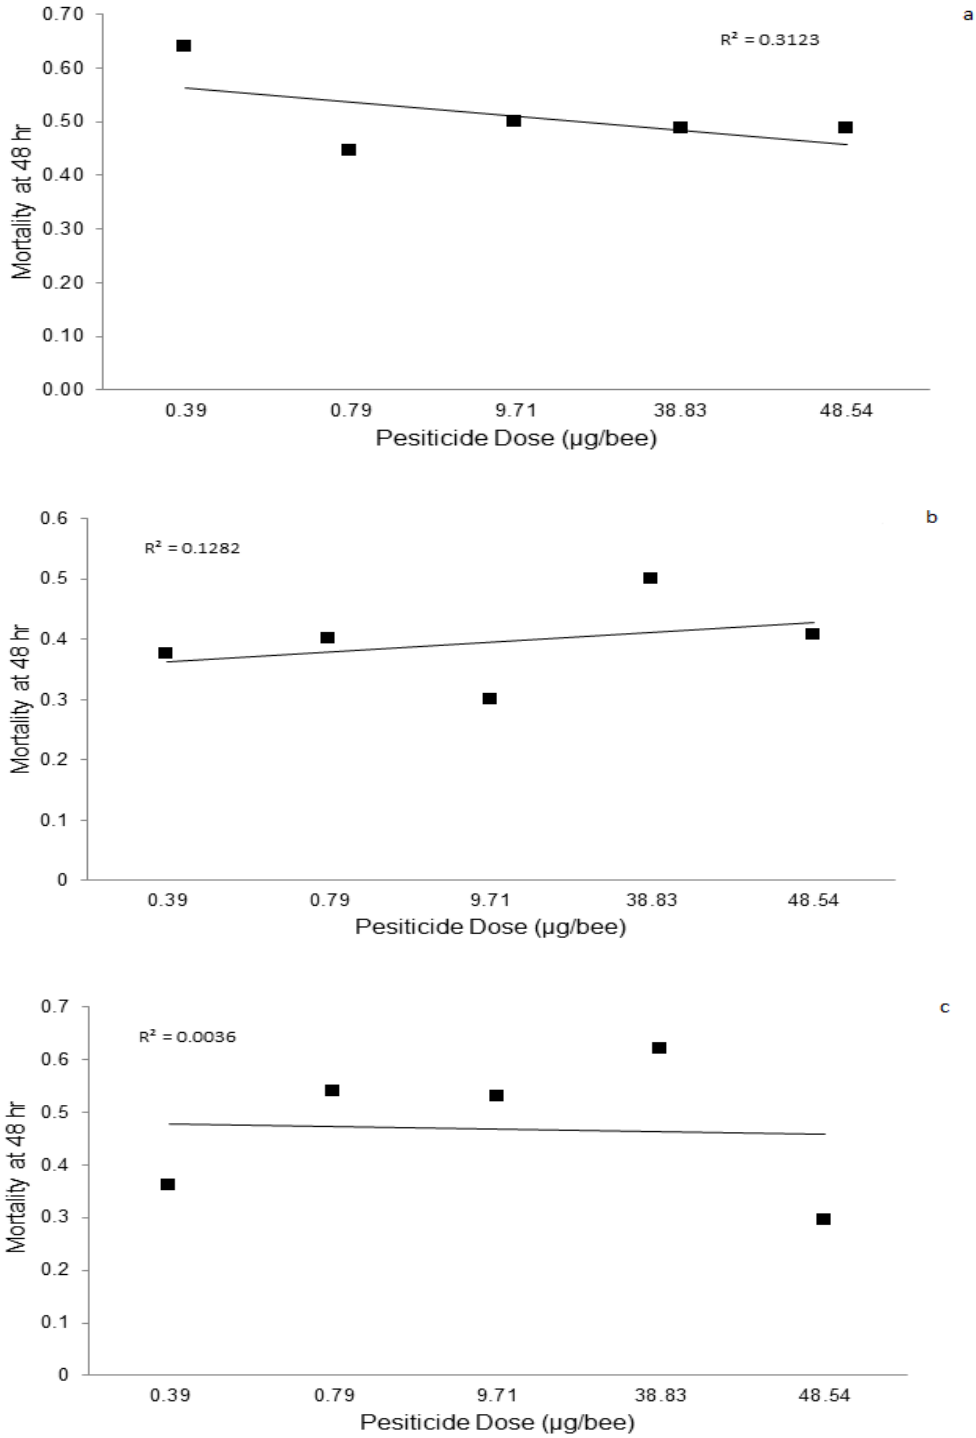 a
R² = 0.3123
0.70
0.60
0.50
0.40
0.30
0.20
0.10
0.00
Mortality at 48 hr
0.39 0.79 9.71 38.83 48.54
Pesiticide Dose (µg/bee)
b
R² = 0.1282
0.6
0.5
0.4
0.3
0.2
0.1
0
Mortality at 48 hr
0.39 0.79 9.71 38.83 48.54
Pesiticide Dose (µg/bee)
c
R² = 0.0036
0.7
0.6
0.5
0.4
0.3
0.2
0.1
0
Mortality at 48 hr
0.39 0.79 9.71 38.83 48.54
Pesiticide Dose (µg/bee)